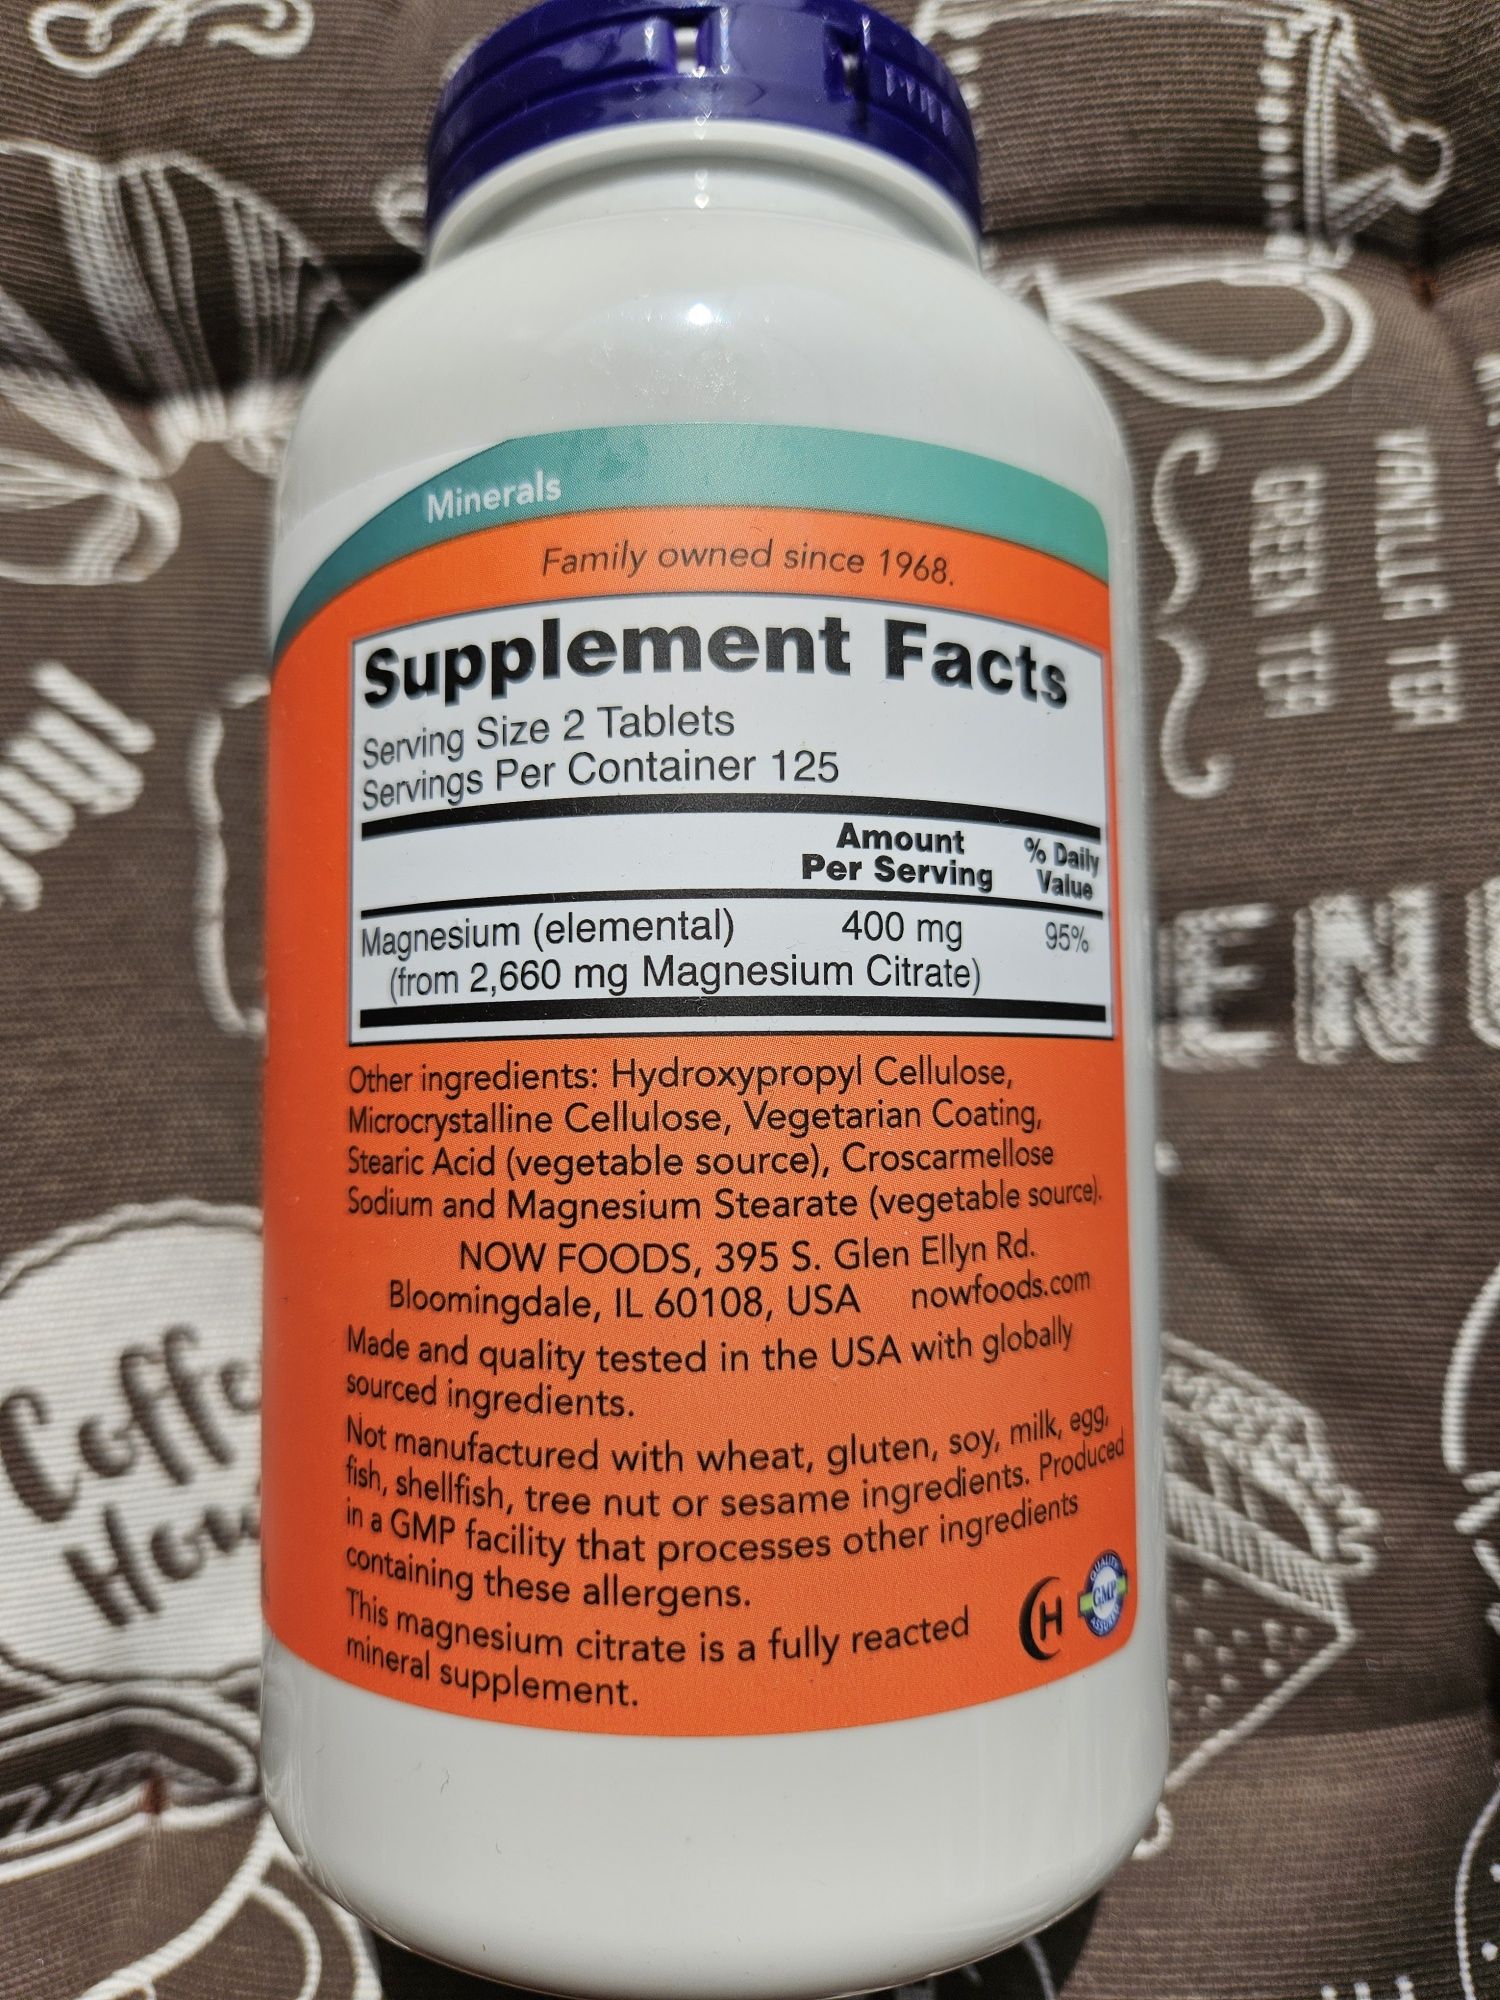 Minerals
Family owned since 1968.
Supplement Facts
Serving Size 2 Tablets
Servings Per Container 125
Amount Per Serving
% Daily Value
Magnesium (elemental) 400 mg 95%
(from 2,660 mg Magnesium Citrate)
Other ingredients: Hydroxypropyl Cellulose,
Microcrystalline Cellulose, Vegetarian Coating,
Stearic Acid (vegetable source), Croscarmellose
Sodium and Magnesium Stearate (vegetable source).
NOW FOODS, 395 S. Glen Ellyn Rd.
Bloomingdale, IL 60108, USA nowfoods.com
Made and quality tested in the USA with globally
sourced ingredients.
Not manufactured with wheat, gluten, soy, milk, egg,
fish, shellfish, tree nut or sesame ingredients. Produced
in a GMP facility that processes other ingredients
containing these allergens.
This magnesium citrate is a fully reacted
mineral supplement.
H
QUALITY
GMP
VANILLA TEA
GREEN TEA
Coffe